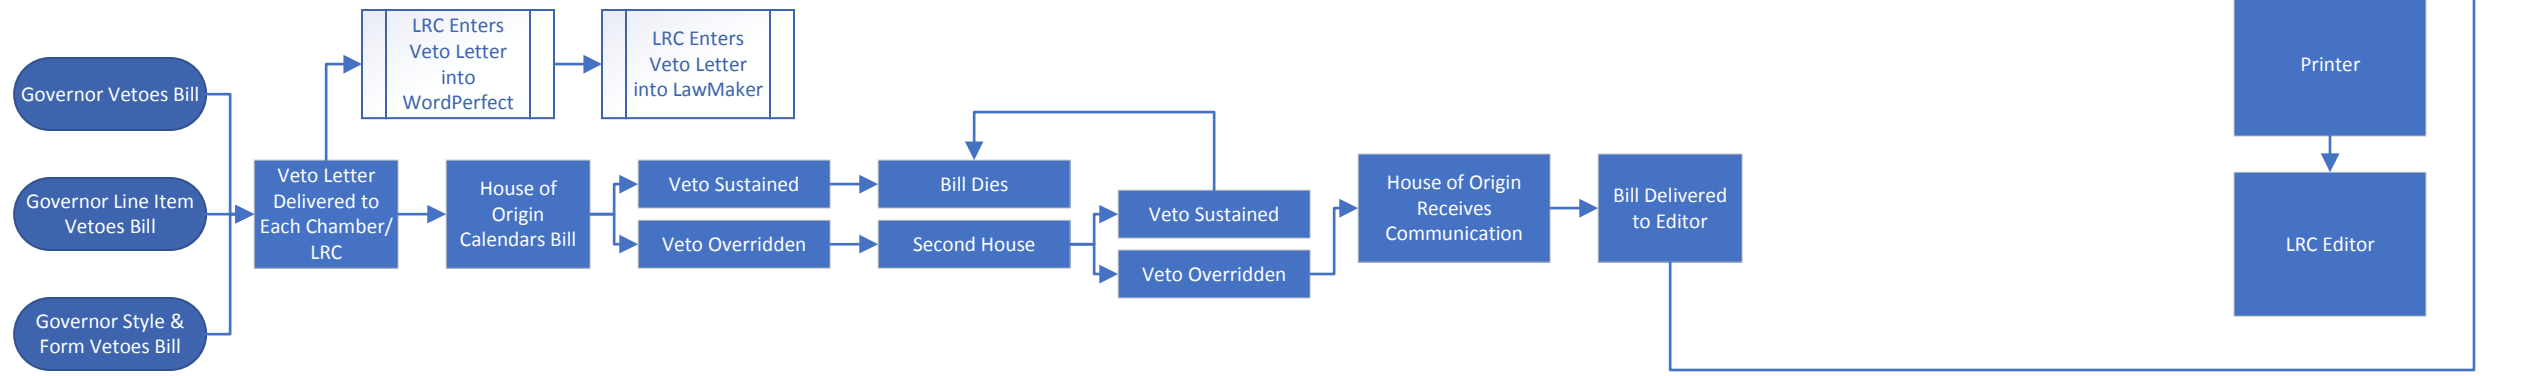 LRC Enters
Veto Letter
into
WordPerfect
LRC Enters
Veto Letter
into LawMaker
Governor Vetoes Bill
Governor Line Item
Vetoes Bill
Governor Style &
Form Vetoes Bill
Veto Letter
Delivered to
Each Chamber/
LRC
House of
Origin
Calendars Bill
Veto Sustained
Veto Overridden
Bill Dies
Second House
Veto Sustained
Veto Overridden
House of Origin
Receives
Communication
Bill Delivered
to Editor
Printer
LRC Editor